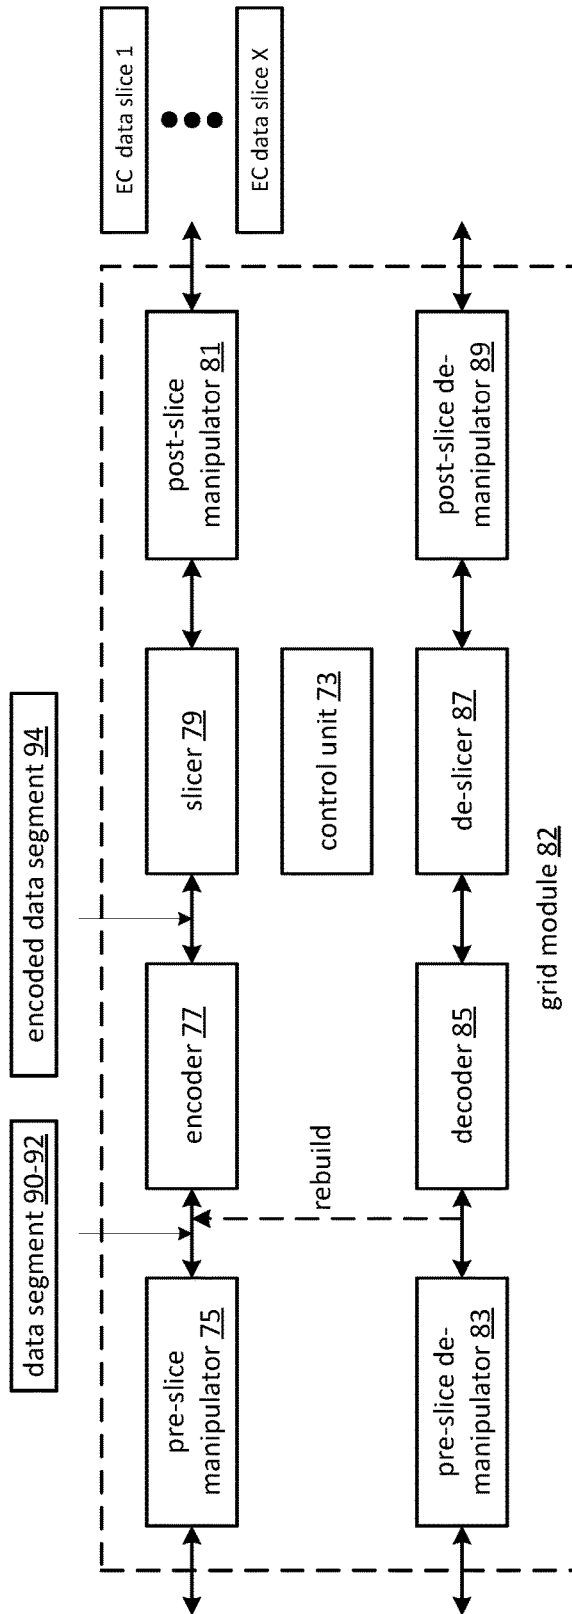 data segment 90-92
encoded data segment 94
pre-slice
manipulator 75
encoder 77
slicer 79
post-slice
manipulator 81
EC data slice 1
EC data slice X
rebuild
control unit 73
pre-slice de-
manipulator 83
decoder 85
de-slicer 87
post-slice de-
manipulator 89
grid module 82